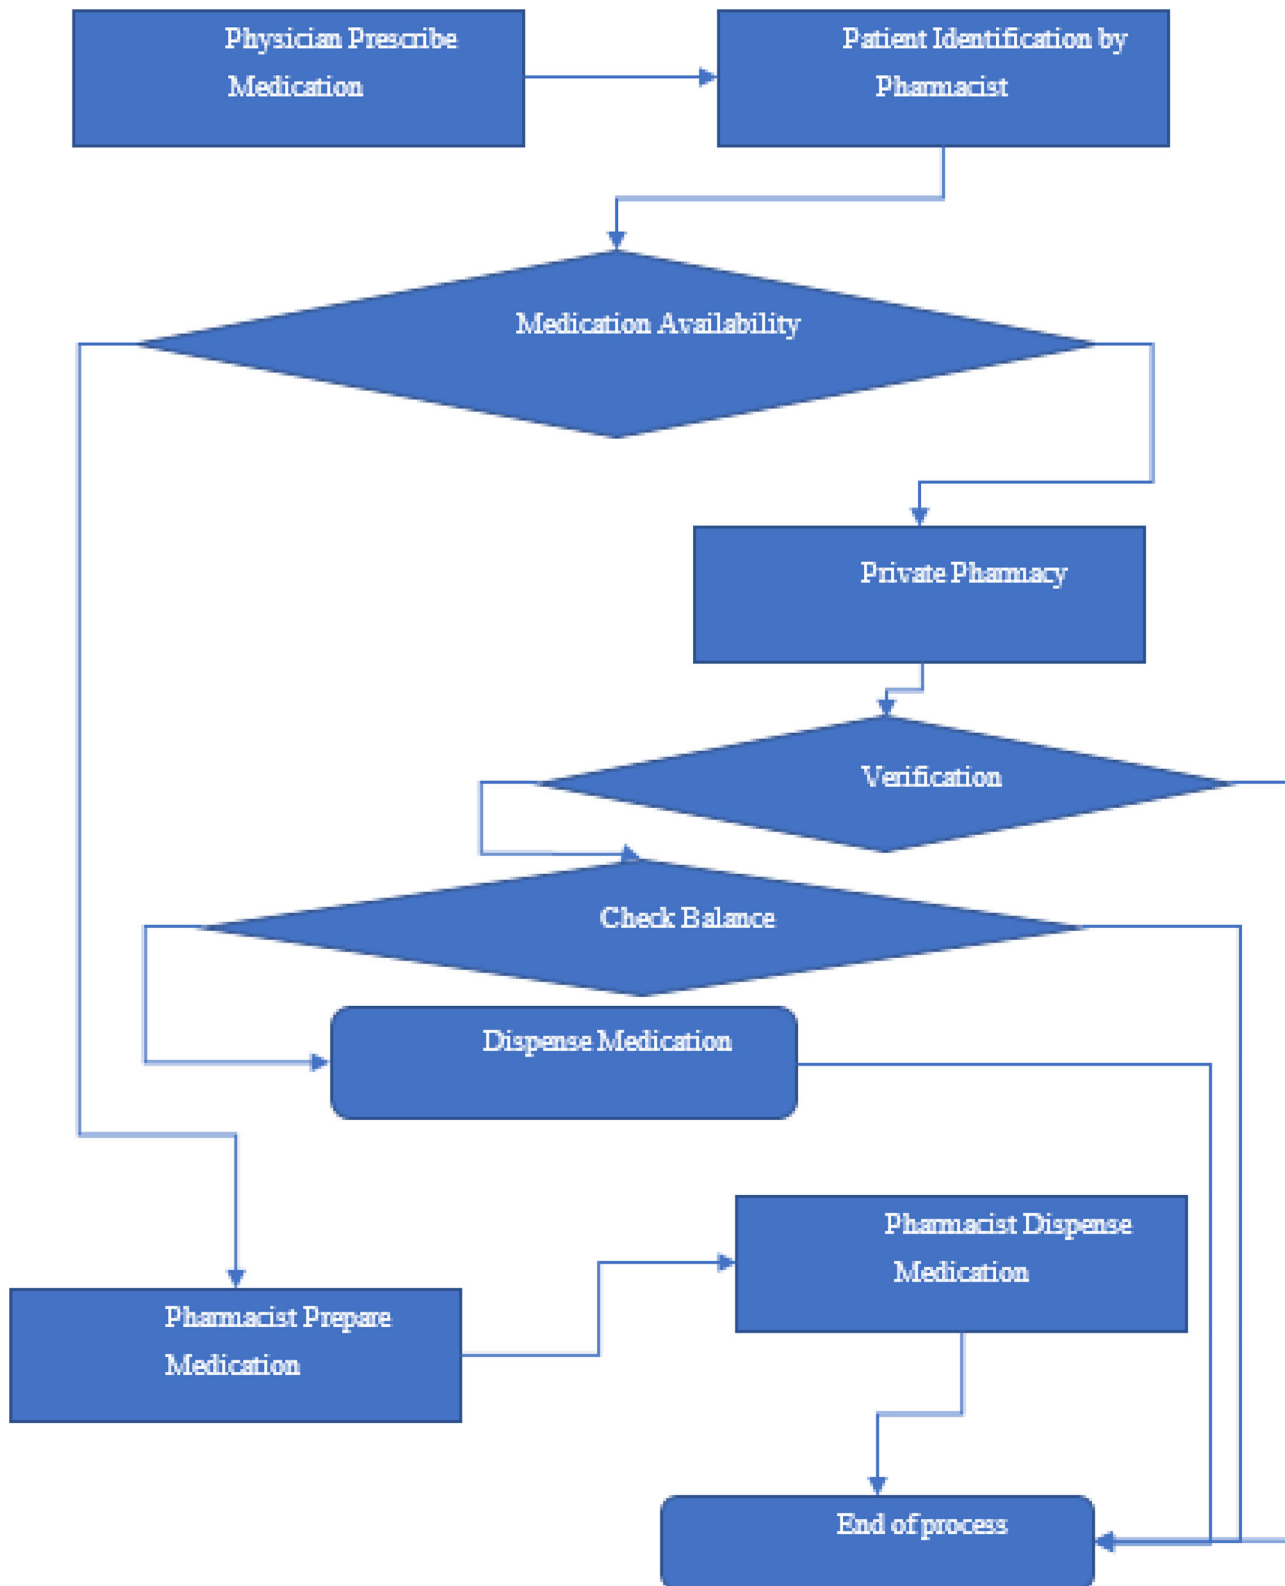 Physician Prescribe
Medication
Patient Identification by
Pharmacist
Medication Availability
Private Pharmacy
Verification
Check Balance
Dispense Medication
Pharmacist Dispense
Medication
Pharmacist Prepare
Medication
End of process